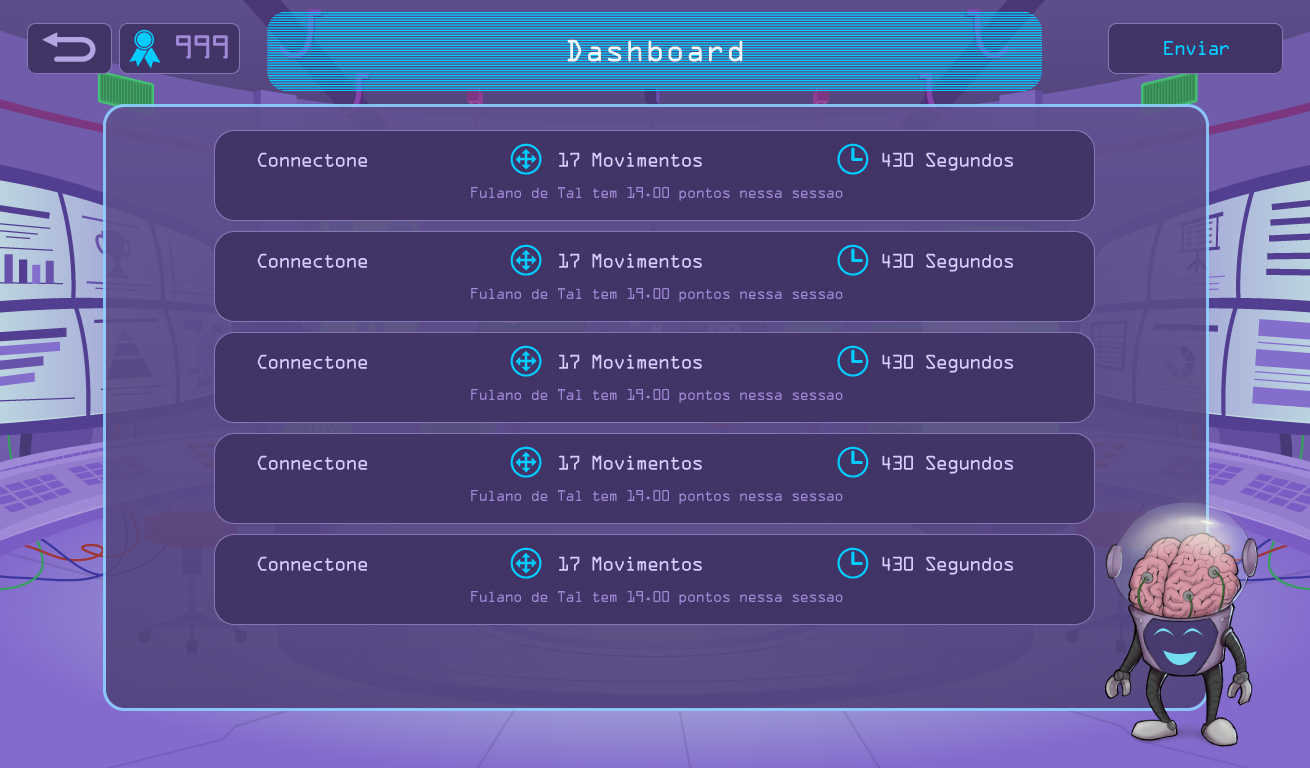 999
Dashboard
Enviar
Connectone 17 Movimentos 430 Segundos
Fulano de Tal tem 19.00 pontos nessa sessao
Connectone 17 Movimentos 430 Segundos
Fulano de Tal tem 19.00 pontos nessa sessao
Connectone 17 Movimentos 430 Segundos
Fulano de Tal tem 19.00 pontos nessa sessao
Connectone 17 Movimentos 430 Segundos
Fulano de Tal tem 19.00 pontos nessa sessao
Connectone 17 Movimentos 430 Segundos
Fulano de Tal tem 19.00 pontos nessa sessao